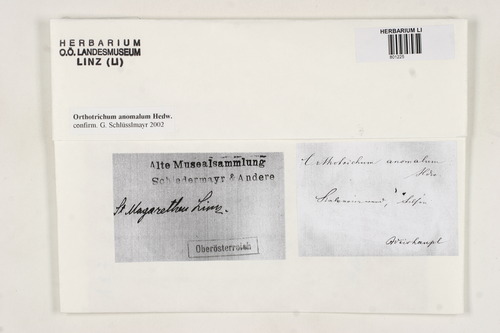 HERBARIUM
O.Ö. LANDESMUSEUM
LINZ (LI)
HERBARIUM LI
801225
Orthotrichum anomalum Hedw.
confirm. G. Schlüsslmayr 2002
Alte Musealsammlung
Schiedermayr & Andere
St Magarethen Linz.
Oberösterreich
Orthotrichum anomalum
Hedw